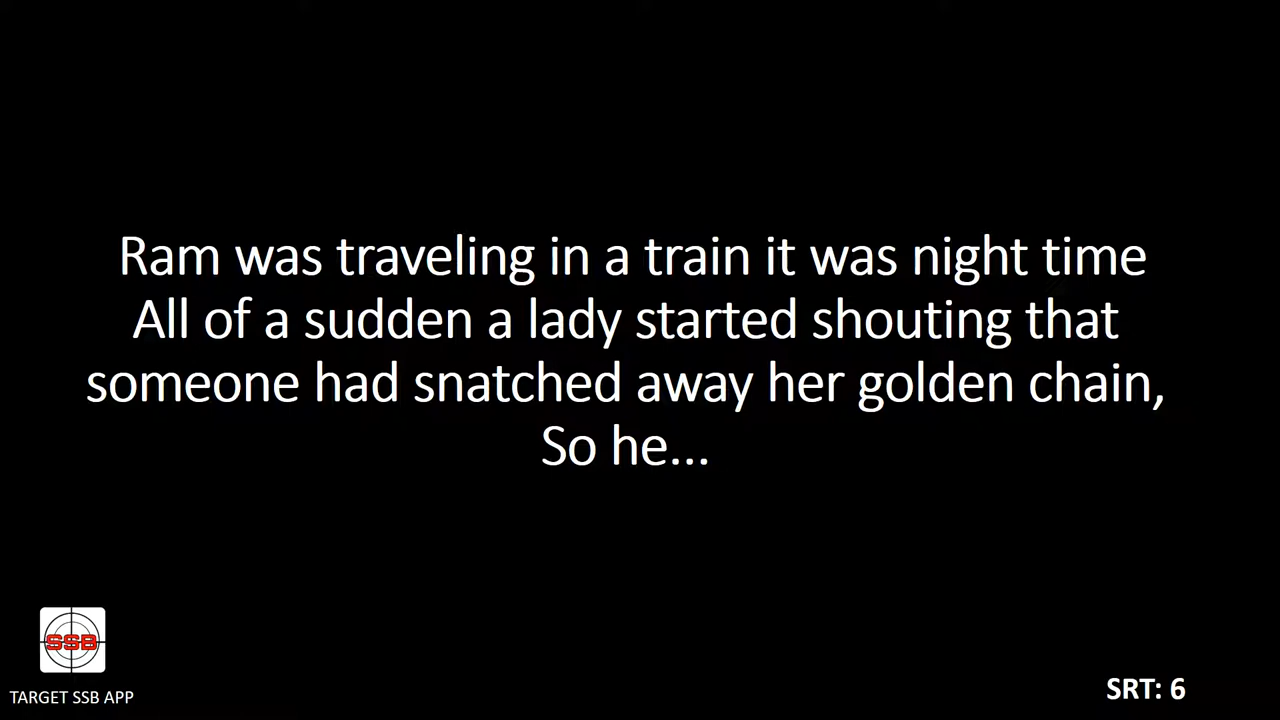 Ram was traveling in a train it was night time
All of a sudden a lady started shouting that
someone had snatched away her golden chain,
So he...
SSB
TARGET SSB APP
SRT: 6